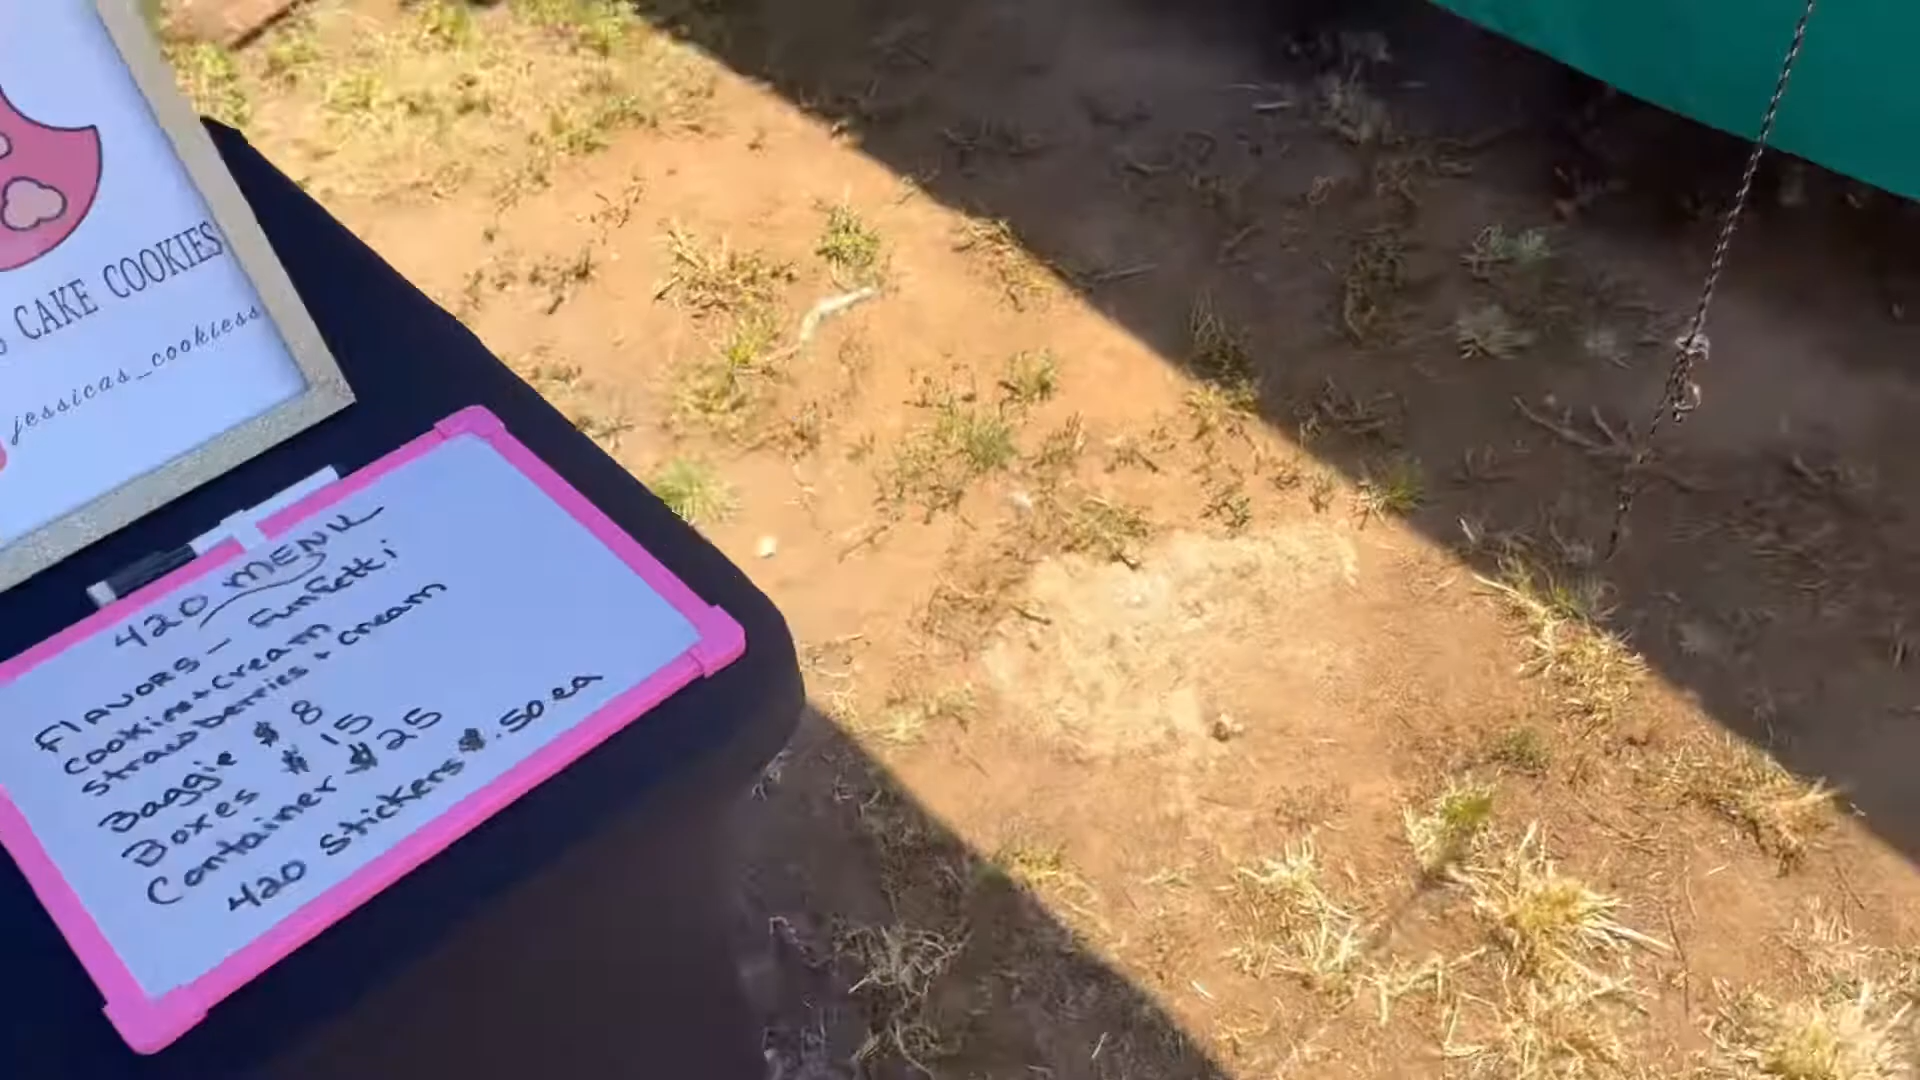 CAKE COOKIES
jessicas_cookiess
420 MENU
FLAVORS - Funfetti
cookies+cream
strawberries + cream
Baggie $8
Boxes $15
Container $25
420 Stickers $.50 ea